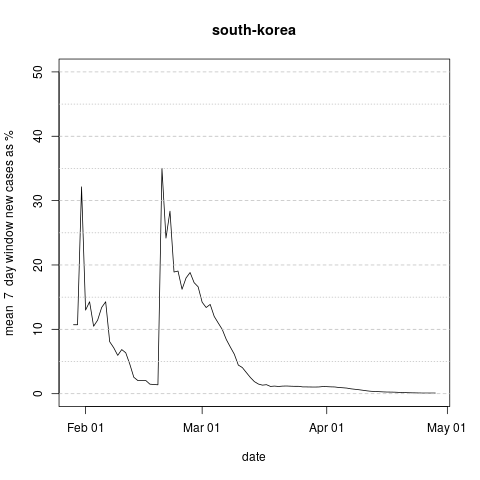 south-korea
mean  7  day window new cases as %
50
40
30
20
10
0
Feb 01
Mar 01
Apr 01
May 01
date